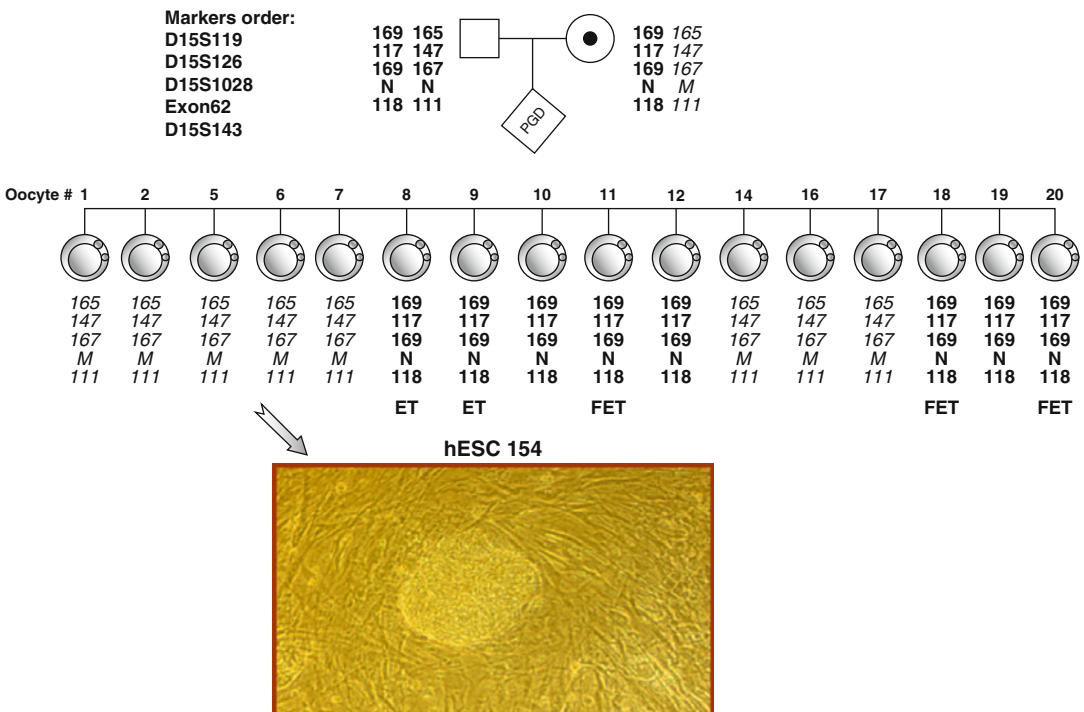 Markers order:
D15S119
D15S126
D15S1028
Exon62
D15S143
169 165
117 147
169 167
N N
118 111
169 165
117 147
169 167
N M
118 111
PGD
Oocyte # 1 2 5 6 7 8 9 10 11 12 14 16 17 18 19 20
165 165 165 165 165 169 169 169 169 169 165 165 165 169 169 169
147 147 147 147 147 117 117 117 117 117 147 147 147 117 117 117
167 167 167 167 167 169 169 169 169 169 167 167 167 169 169 169
M M M M M N N N N N M M M N N N
111 111 111 111 111 118 118 118 118 118 111 111 111 118 118 118
ET ET FET FET FET
hESC 154